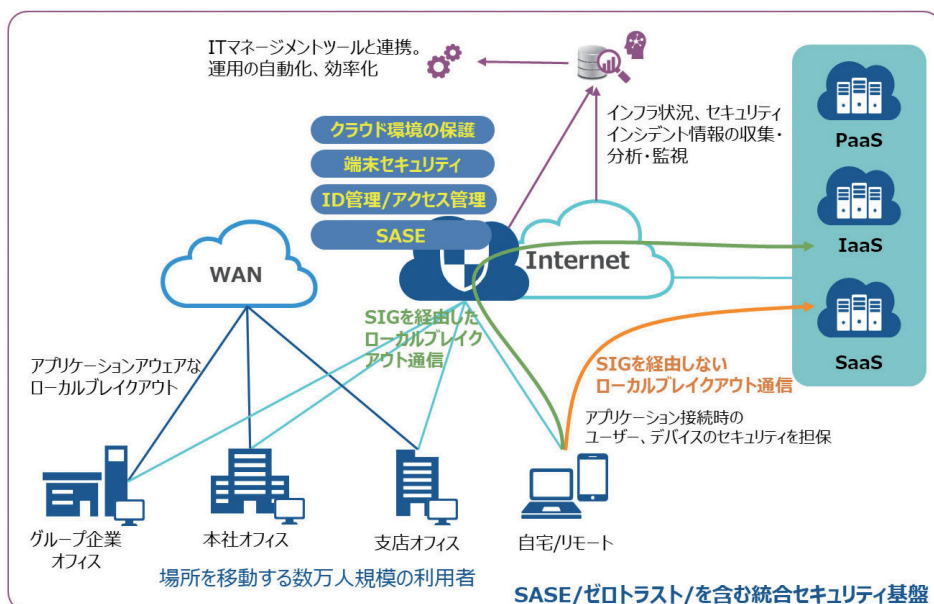 ITマネージメントツールと連携。
運用の自動化、効率化
インフラ状況、セキュリティ
インシデント情報の収集・
分析・監視
PaaS
IaaS
SaaS
クラウド環境の保護
端末セキュリティ
ID管理/アクセス管理
SASE
WAN
Internet
SIGを経由した
ローカルブレイク
アウト通信
アプリケーションアウェアな
ローカルブレイクアウト
SIGを経由しない
ローカルブレイクアウト通信
アプリケーション接続時の
ユーザー、デバイスのセキュリティを担保
グループ企業
オフィス
本社オフィス
支店オフィス
自宅/リモート
場所を移動する数万人規模の利用者
SASE/ゼロトラスト/を含む統合セキュリティ基盤